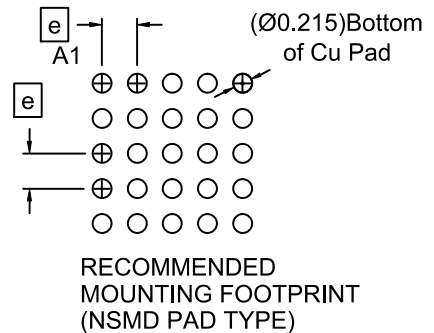 e
A1
(Ø0.215)Bottom
of Cu Pad
e
RECOMMENDED
MOUNTING FOOTPRINT
(NSMD PAD TYPE)